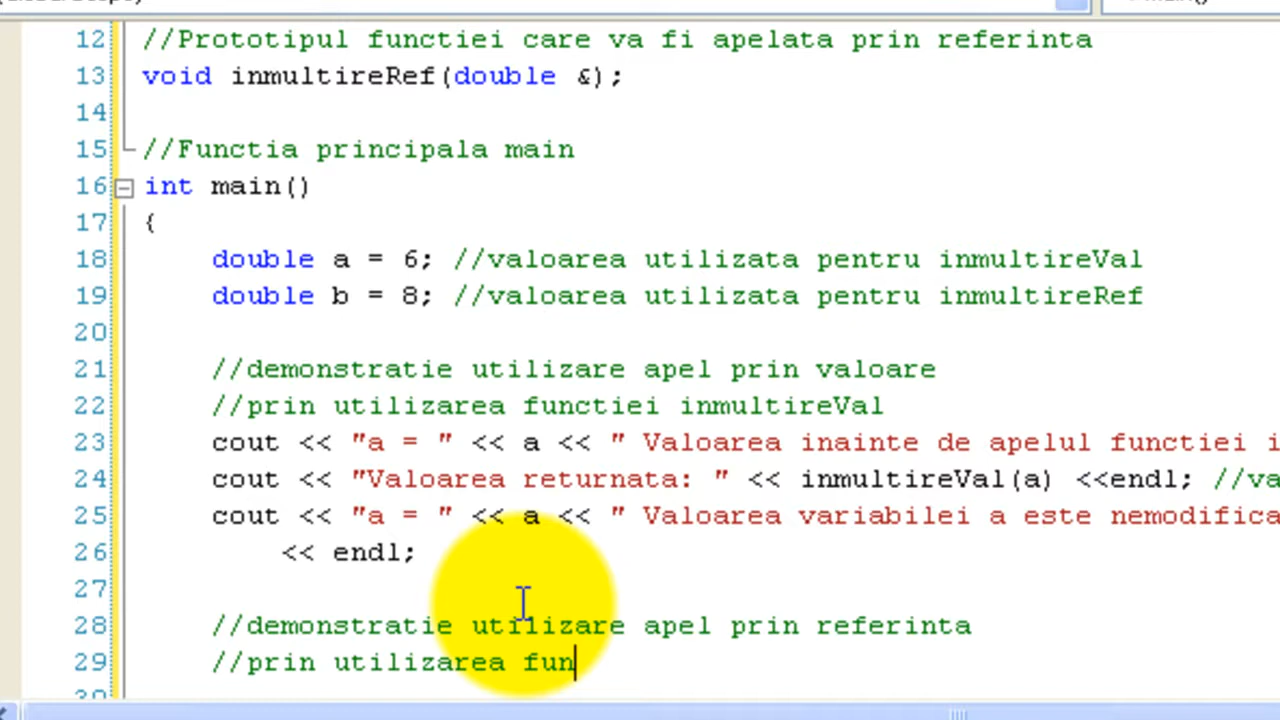 12 //Prototipul functiei care va fi apelata prin referinta
13 void inmultireRef(double &);
14
15 //Functia principala main
16 int main()
17 {
18 double a = 6; //valoarea utilizata pentru inmultireVal
19 double b = 8; //valoarea utilizata pentru inmultireRef
20
21 //demonstratie utilizare apel prin valoare
22 //prin utilizarea functiei inmultireVal
23 cout << "a = " << a << " Valoarea inainte de apelul functiei i
24 cout << "Valoarea returnata: " << inmultireVal(a) <<endl; //va
25 cout << "a = " << a << " Valoarea variabilei a este nemodifica
26 << endl;
27
28 //demonstratie utilizare apel prin referinta
29 //prin utilizarea fun